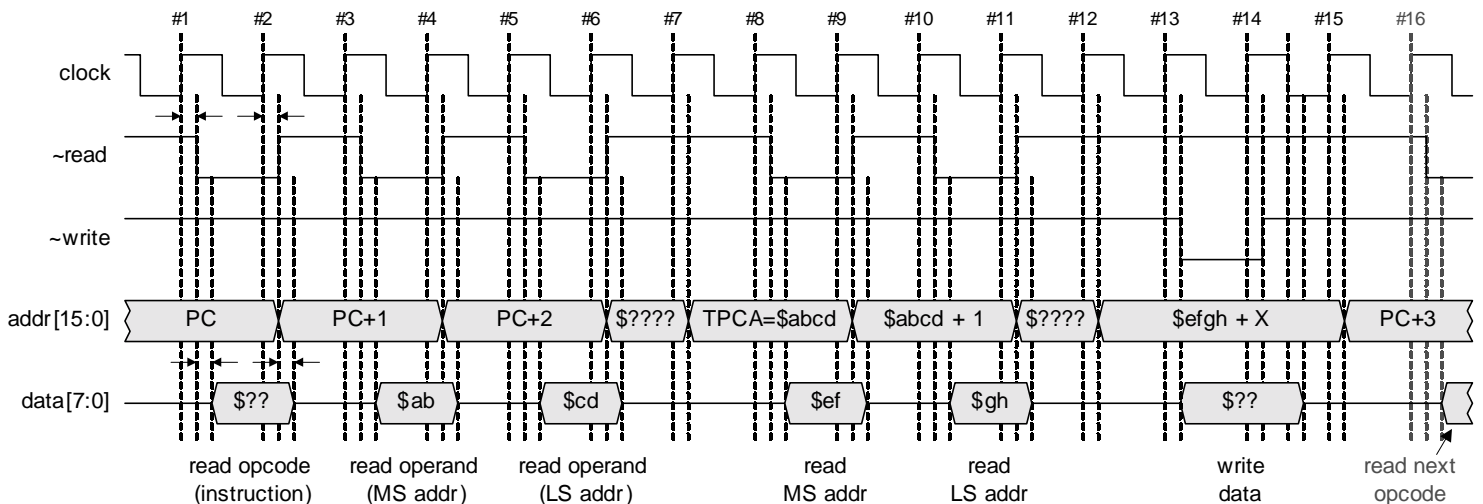 #1 #2 #3 #4 #5 #6 #7 #8 #9 #10 #11 #12 #13 #14 #15 #16
clock
~read
~write
addr[15:0] PC PC+1 PC+2 $???? TPCA=$abcd $abcd + 1 $???? $efgh + X PC+3
data[7:0] $?? $ab $cd $ef $gh $??
read opcode read operand read operand read read write read next
(instruction) (MS addr) (LS addr) MS addr LS addr data opcode